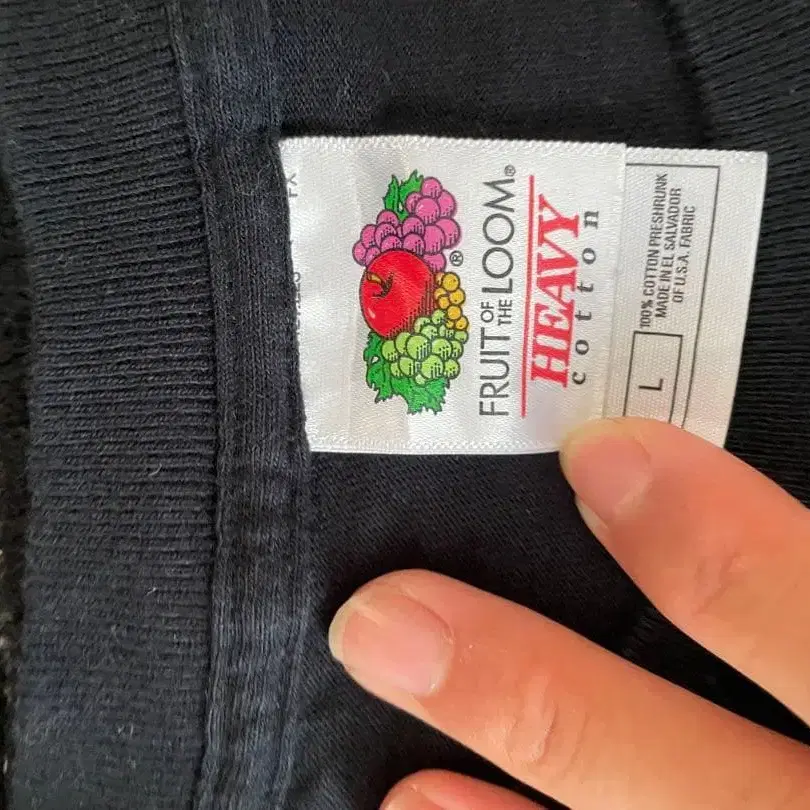 ®
FRUIT OF THE LOOM®
HEAVY
cotton
L
100% COTTON PRESHRUNK
MADE IN EL SALVADOR
OF U.S.A. FABRIC